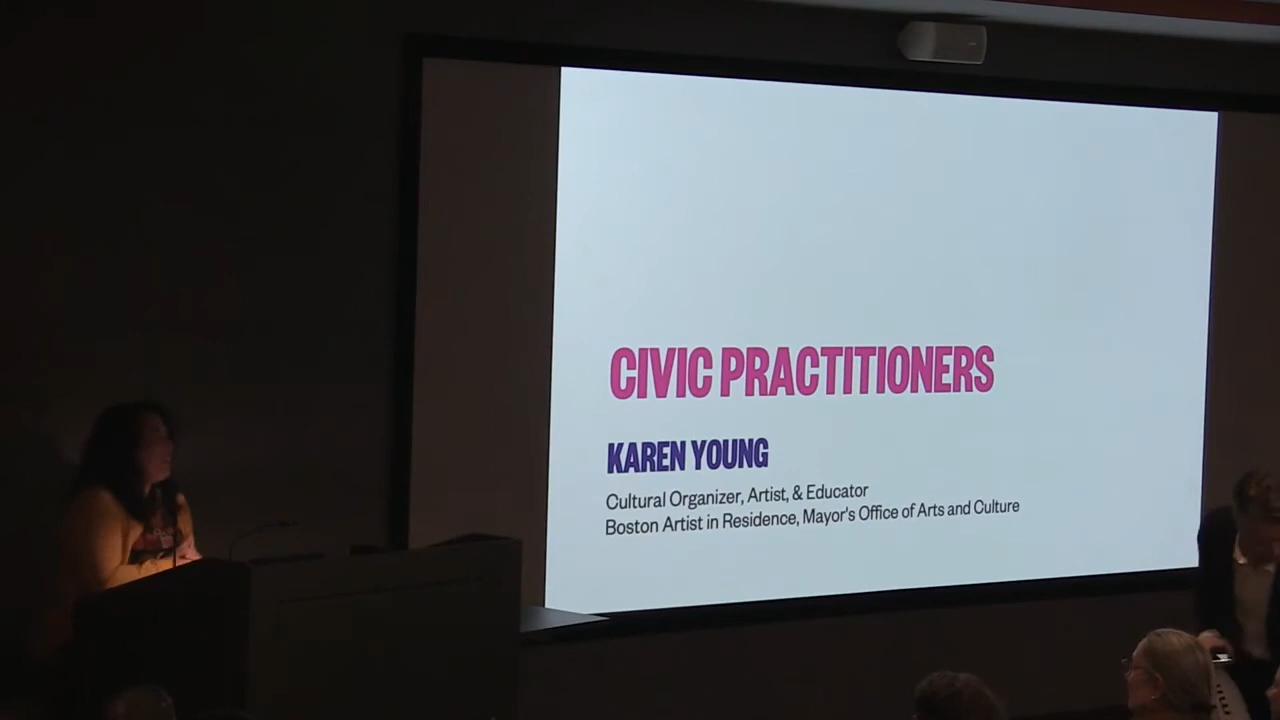 CIVIC PRACTITIONERS
KAREN YOUNG
Cultural Organizer, Artist, & Educator
Boston Artist in Residence, Mayor's Office of Arts and Culture